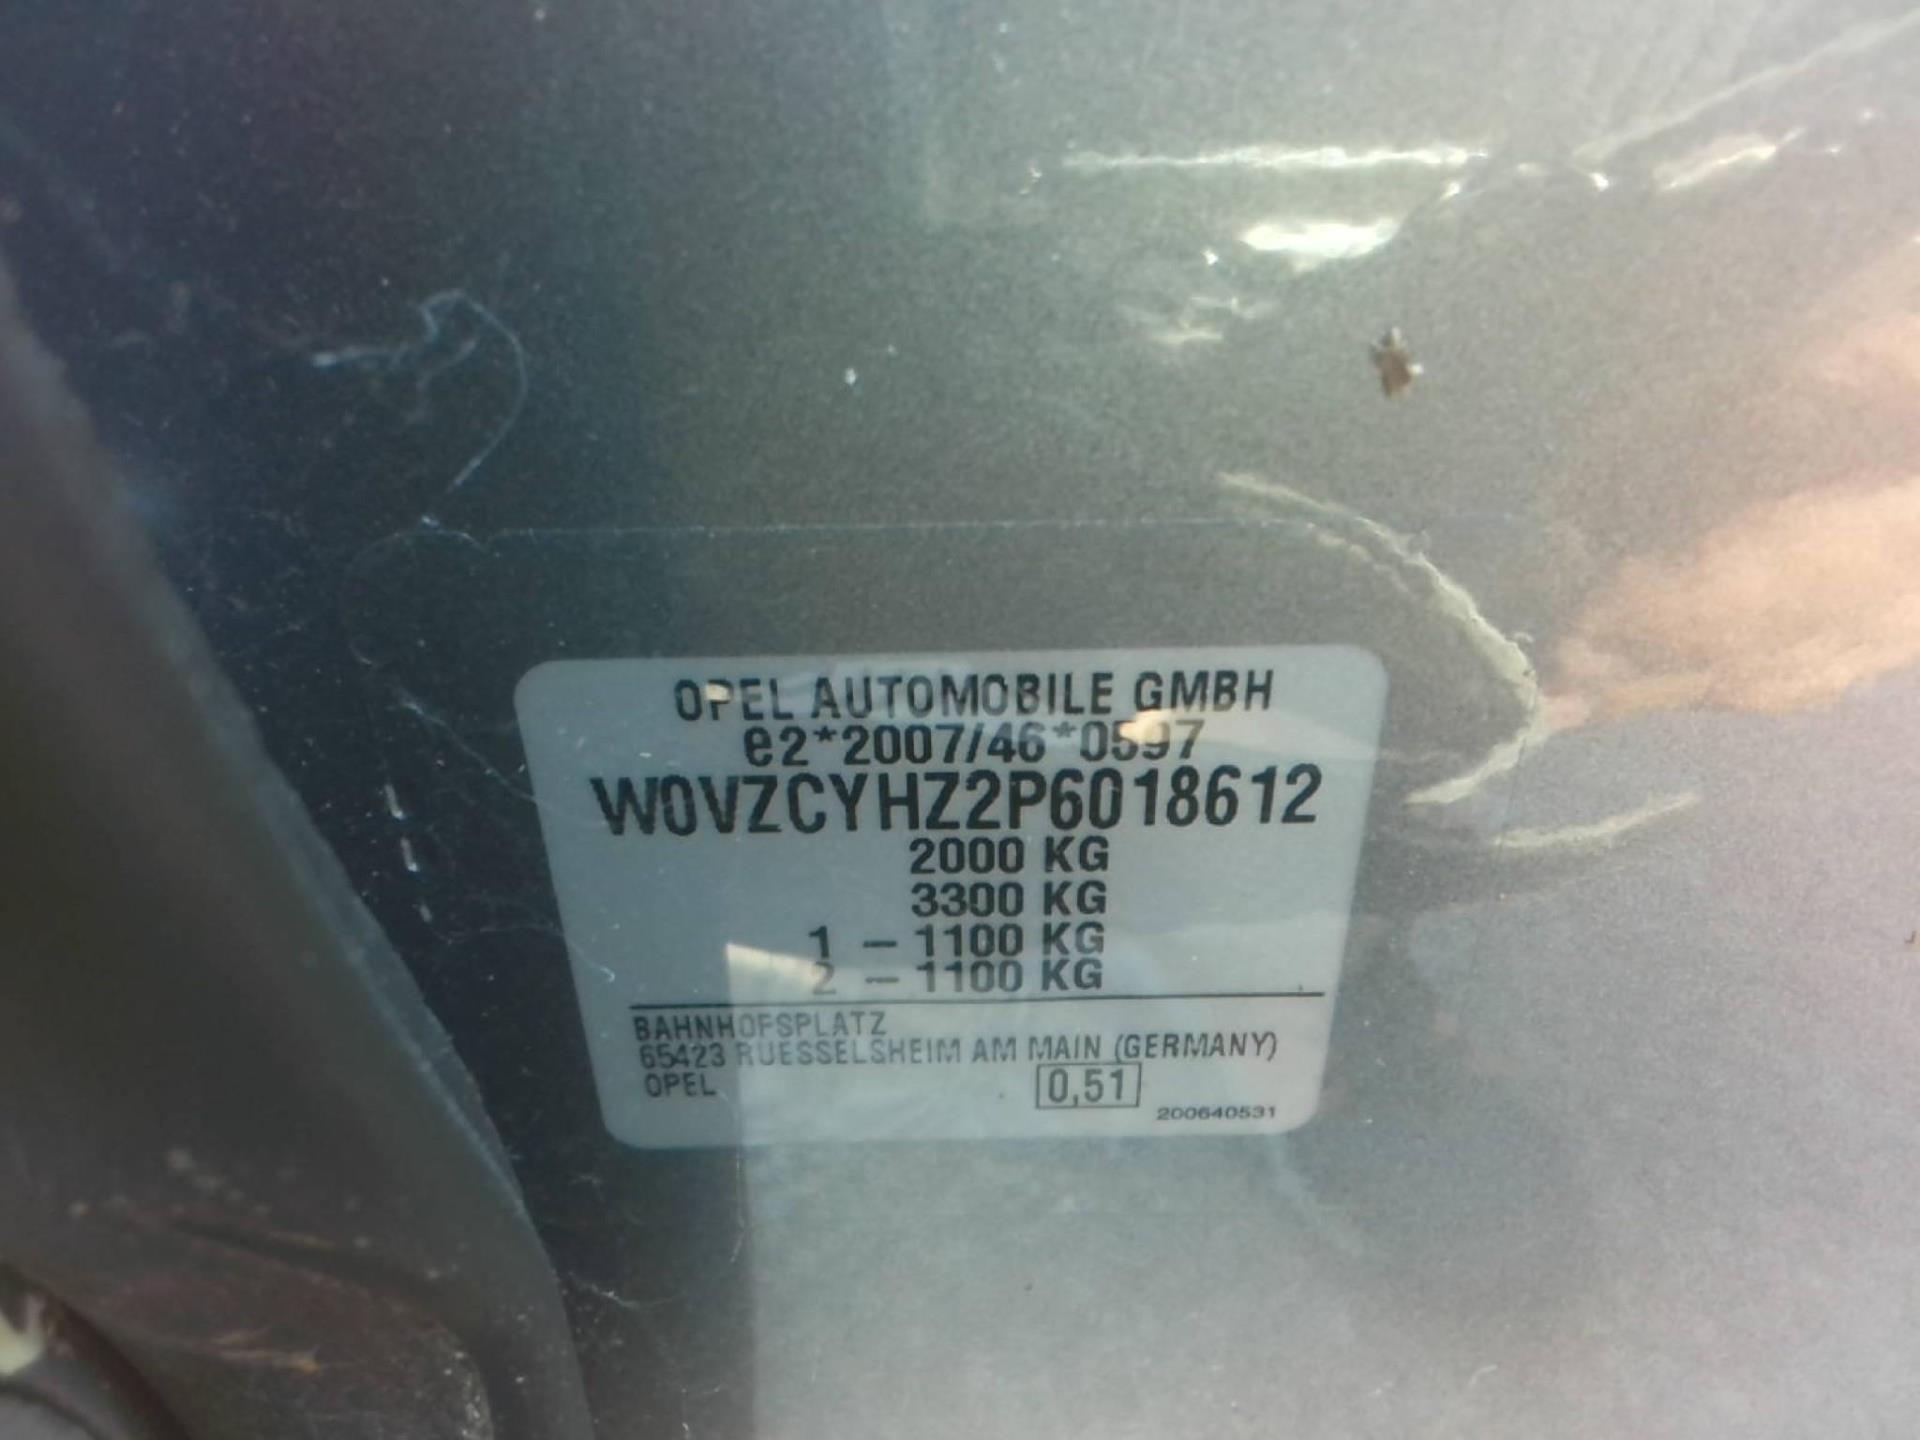 OPEL AUTOMOBILE GMBH
e2*2007/46*0597
W0VZCYHZ2P6018612
2000 KG
3300 KG
1 – 1100 KG
2 – 1100 KG
BAHNHOFSPLATZ
65423 RUESSELSHEIM AM MAIN (GERMANY)
OPEL 0,51
200640531